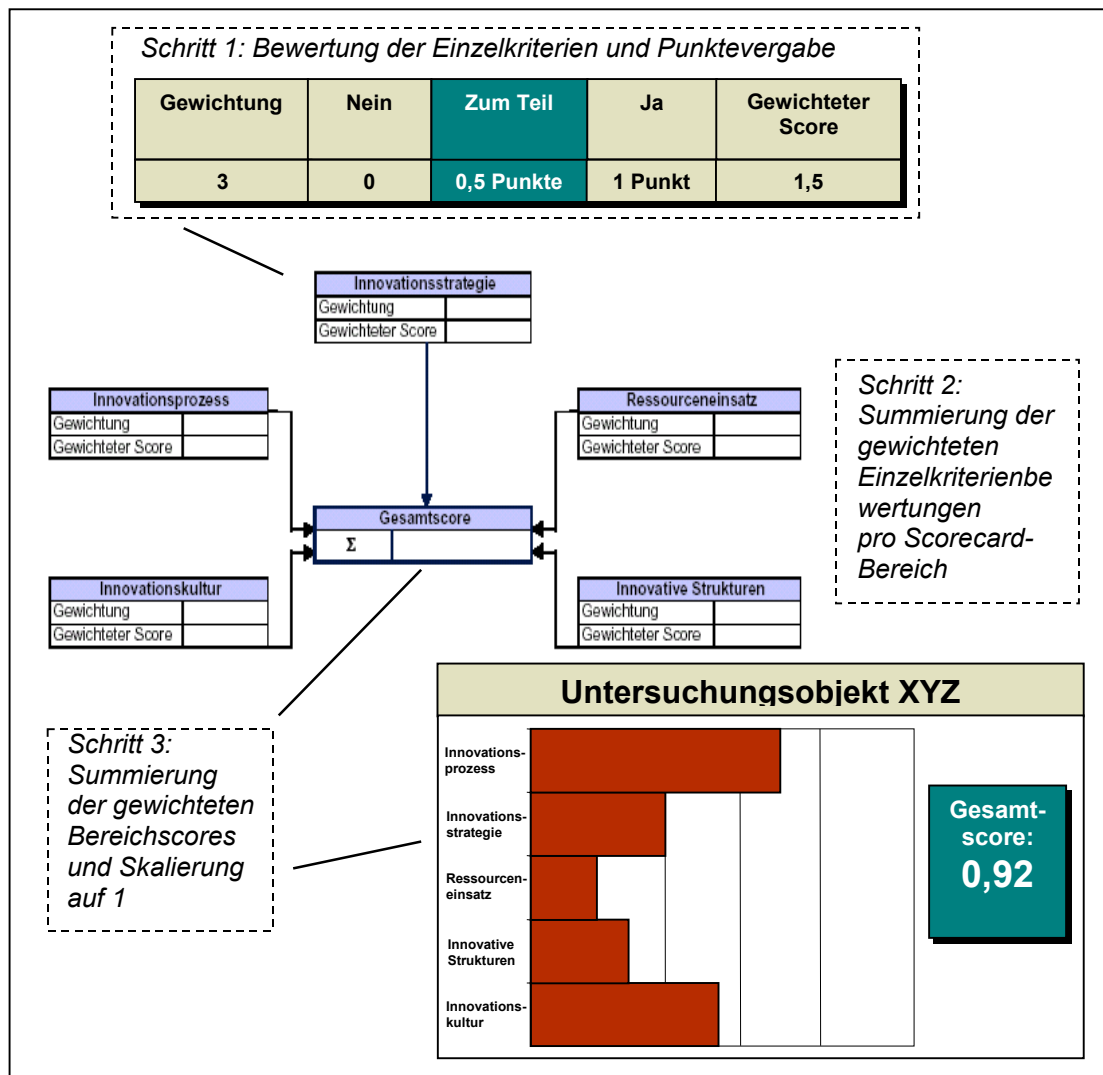 Schritt 1: Bewertung der Einzelkriterien und Punktevergabe
Gewichtung Nein Zum Teil Ja Gewichteter
Score
3 0 0,5 Punkte 1 Punkt 1,5
Innovationsstrategie
Gewichtung
Gewichteter Score
Innovationsprozess
Gewichtung
Gewichteter Score
Ressourceneinsatz
Gewichtung
Gewichteter Score
Schritt 2:
Summierung der
gewichteten
Einzelkriterienbe
wertungen
pro Scorecard-
Bereich
Gesamtscore
Σ
Innovationskultur
Gewichtung
Gewichteter Score
Innovative Strukturen
Gewichtung
Gewichteter Score
Schritt 3:
Summierung
der gewichteten
Bereichscores
und Skalierung
auf 1
Untersuchungsobjekt XYZ
Innovations-
prozess
Innovations-
strategie
Ressourcen-
einsatz
Innovative
Strukturen
Innovations-
kultur
Gesamt-
score:
0,92